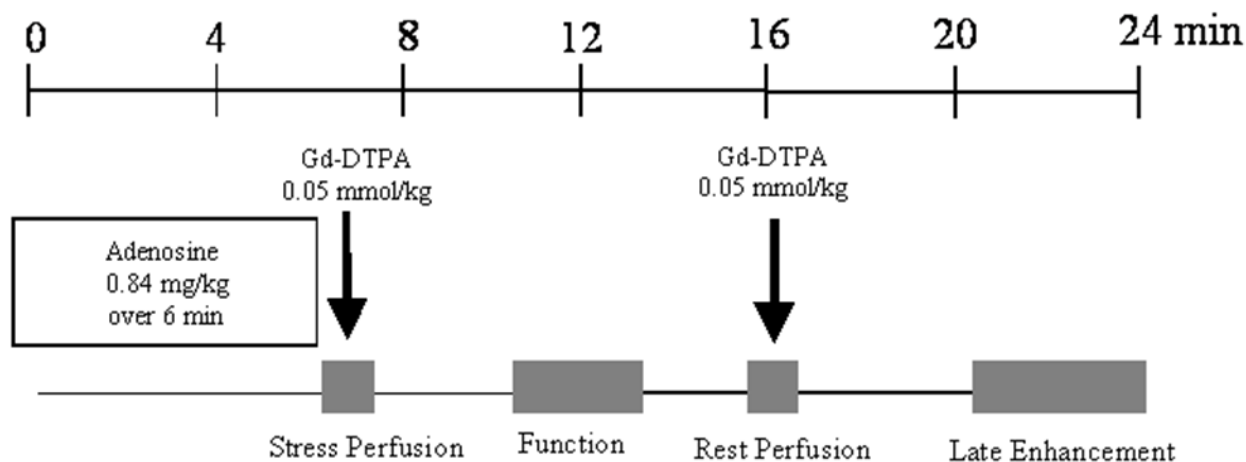 0 4 8 12 16 20 24 min
Gd-DTPA
0.05 mmol/kg
Gd-DTPA
0.05 mmol/kg
Adenosine
0.84 mg/kg
over 6 min
Stress Perfusion
Function
Rest Perfusion
Late Enhancement